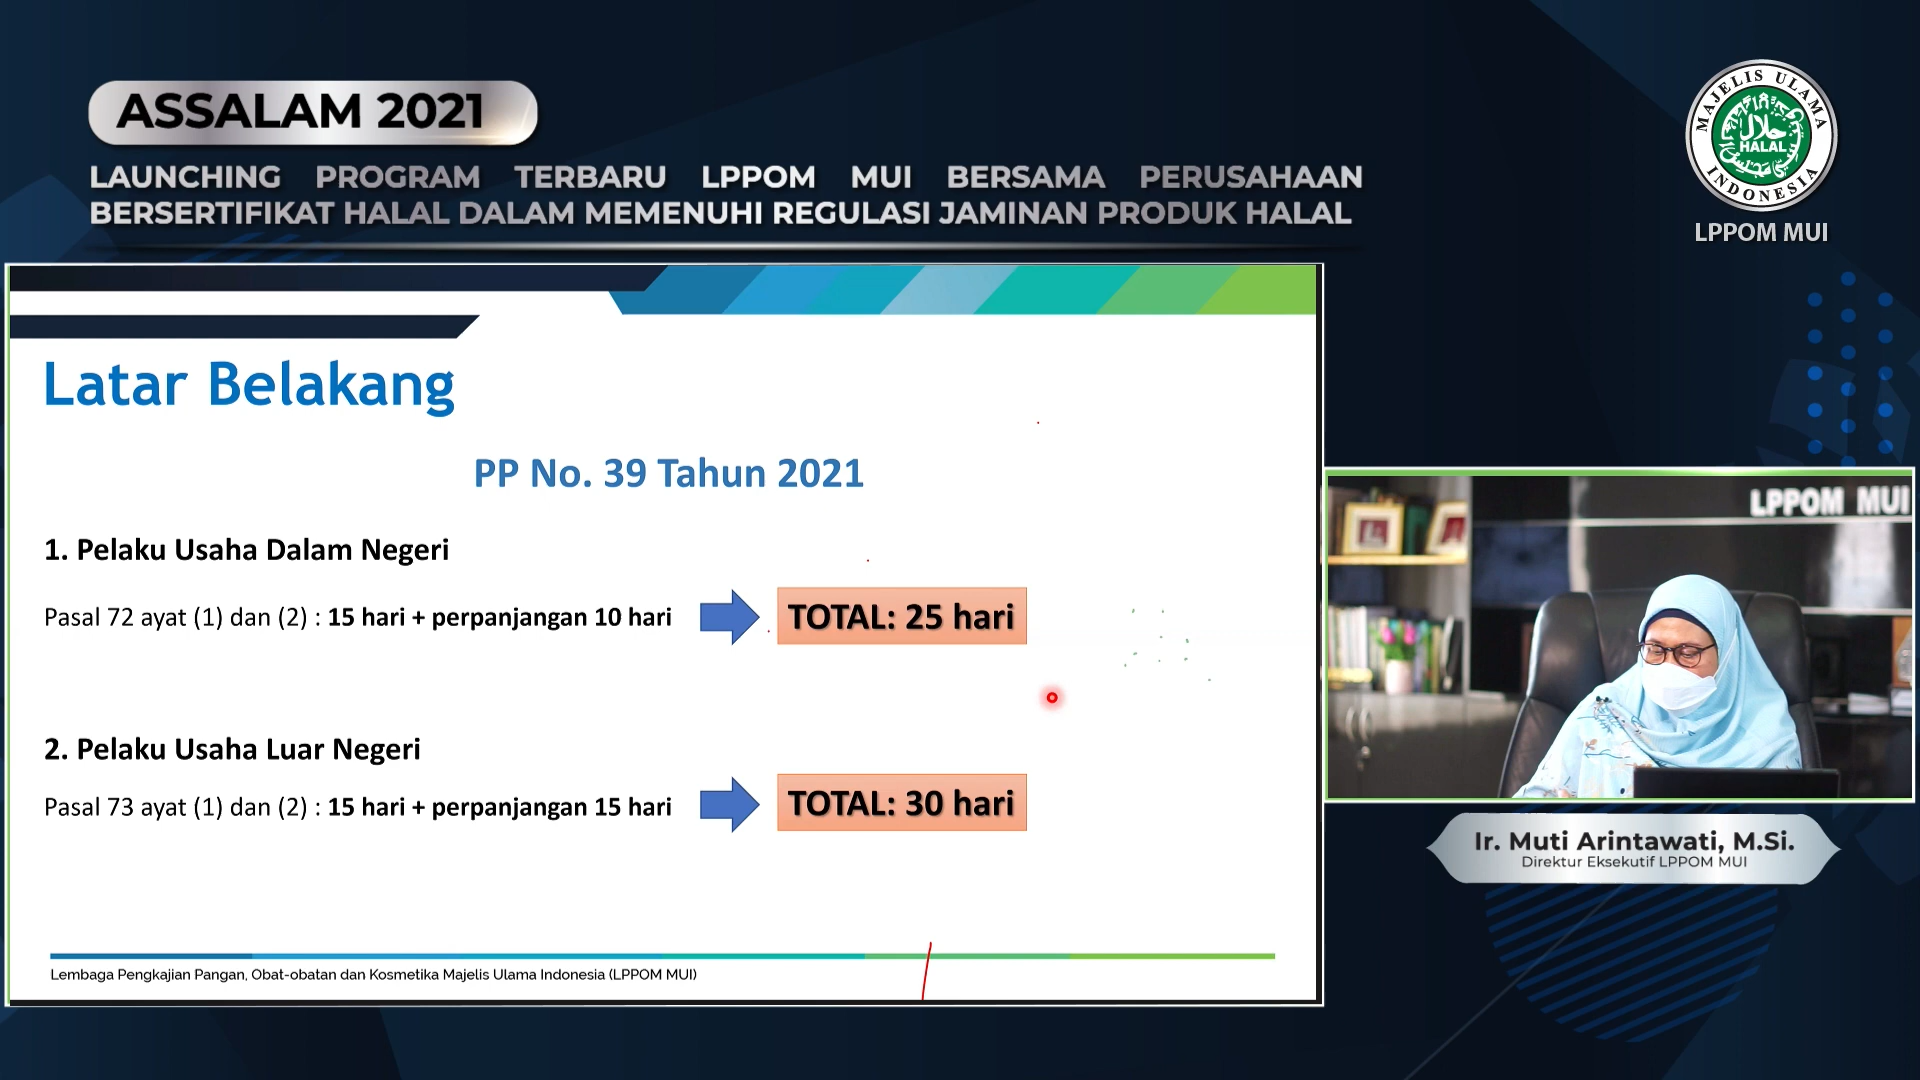 ASSALAM 2021
LAUNCHING PROGRAM TERBARU LPPOM MUI BERSAMA PERUSAHAAN
BERSERTIFIKAT HALAL DALAM MEMENUHI REGULASI JAMINAN PRODUK HALAL
MAJELIS ULAMA
حلال
HALAL
INDONESIA
LPPOM MUI
Latar Belakang
PP No. 39 Tahun 2021
1. Pelaku Usaha Dalam Negeri
Pasal 72 ayat (1) dan (2) : 15 hari + perpanjangan 10 hari
TOTAL: 25 hari
2. Pelaku Usaha Luar Negeri
Pasal 73 ayat (1) dan (2) : 15 hari + perpanjangan 15 hari
TOTAL: 30 hari
Lembaga Pengkajian Pangan, Obat-obatan dan Kosmetika Majelis Ulama Indonesia (LPPOM MUI)
LPPOM MUI
Ir. Muti Arintawati, M.Si.
Direktur Eksekutif LPPOM MUI